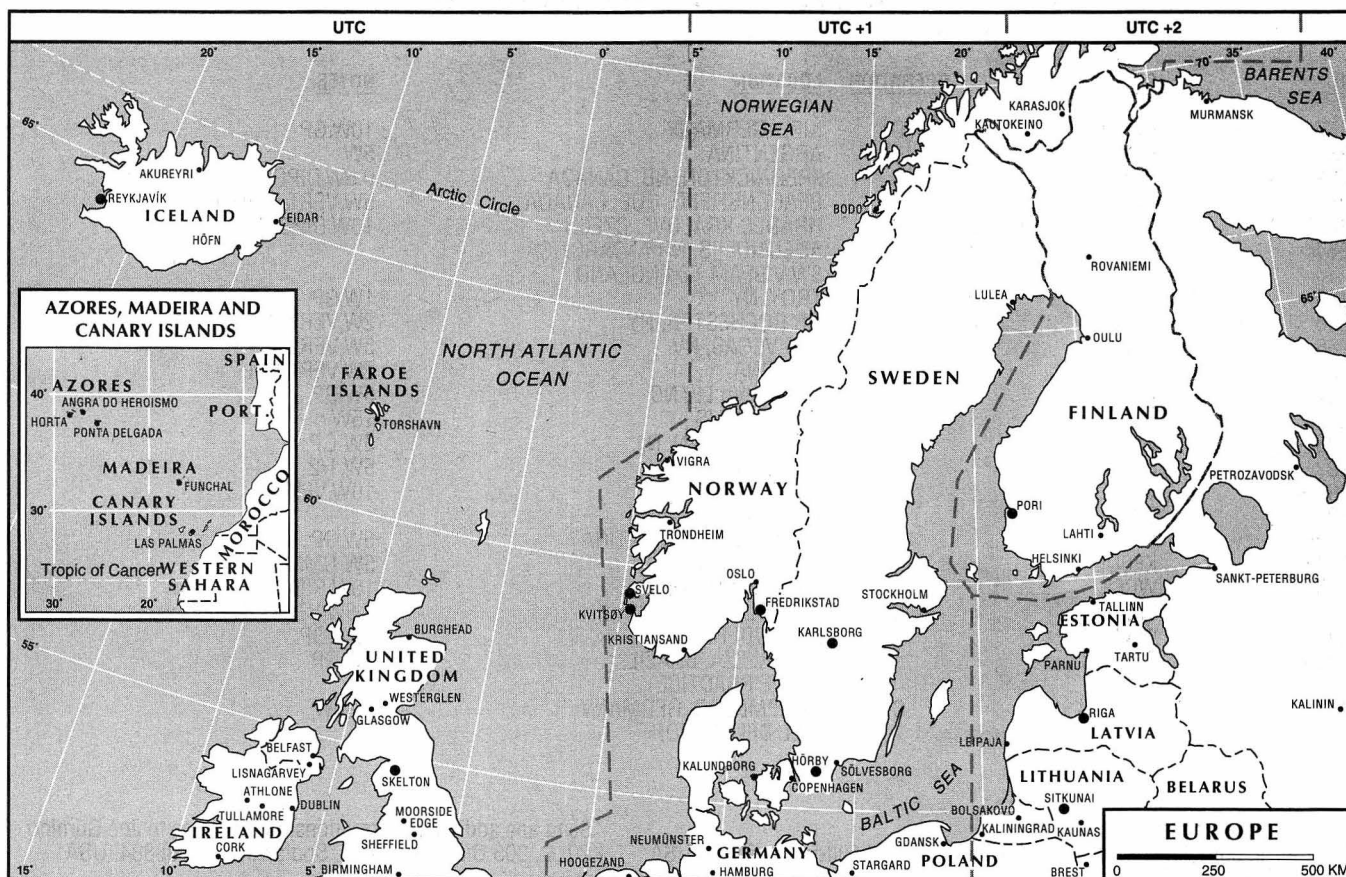 UTC
UTC +1
UTC +2
20°
15°
10°
5°
0°
5°
10°
15°
20°
35°
40°
70°
65°
NORWEGIAN
SEA
BARENTS
SEA
KARASJOK
KAUTOKEINO
MURMANSK
AKUREYRI
REYKJAVÍK
ICELAND
EIDAR
HÖFN
Arctic Circle
BODO
ROVANIEMI
LULEA
65°
OULU
AZORES, MADEIRA AND
CANARY ISLANDS
SPAIN
40°
AZORES
ANGRA DO HEROISMO
PORT.
HORTA
PONTA DELGADA
MADEIRA
FUNCHAL
CANARY
ISLANDS
30°
LAS PALMAS
MOROCCO
Tropic of Cancer
WESTERN
SAHARA
30°
20°
NORTH ATLANTIC
OCEAN
FAROE
ISLANDS
TORSHAVN
SWEDEN
FINLAND
VIGRA
NORWAY
PETROZAVODSK
60°
TRONDHEIM
PORI
LAHTI
HELSINKI
SANKT-PETERBURG
OSLO
SVELO
KVITSØY
FREDRIKSTAD
STOCKHOLM
TALLINN
ESTONIA
KRISTIANSAND
KARLSBORG
PARNU
TARTU
55°
BURGHEAD
UNITED
KINGDOM
WESTERGLEN
GLASGOW
RIGA
LATVIA
KALININ
LEIPAJA
BELFAST
LISNAGARVEY
SKELTON
KALUNDBORG
HÖRBY
SÖLVESBORG
COPENHAGEN
LITHUANIA
SITKUNAI
BELARUS
ATHLONE
TULLAMORE
DUBLIN
IRELAND
CORK
MOORSIDE
EDGE
SHEFFIELD
BALTIC SEA
BOLSAKOVO
KALININGRAD
KAUNAS
NEUMÜNSTER
GERMANY
GDANSK
POLAND
15°
10°
5°
BIRMINGHAM
HOOGEZAND
HAMBURG
STARGARD
BREST
EUROPE
0
250
500 KM